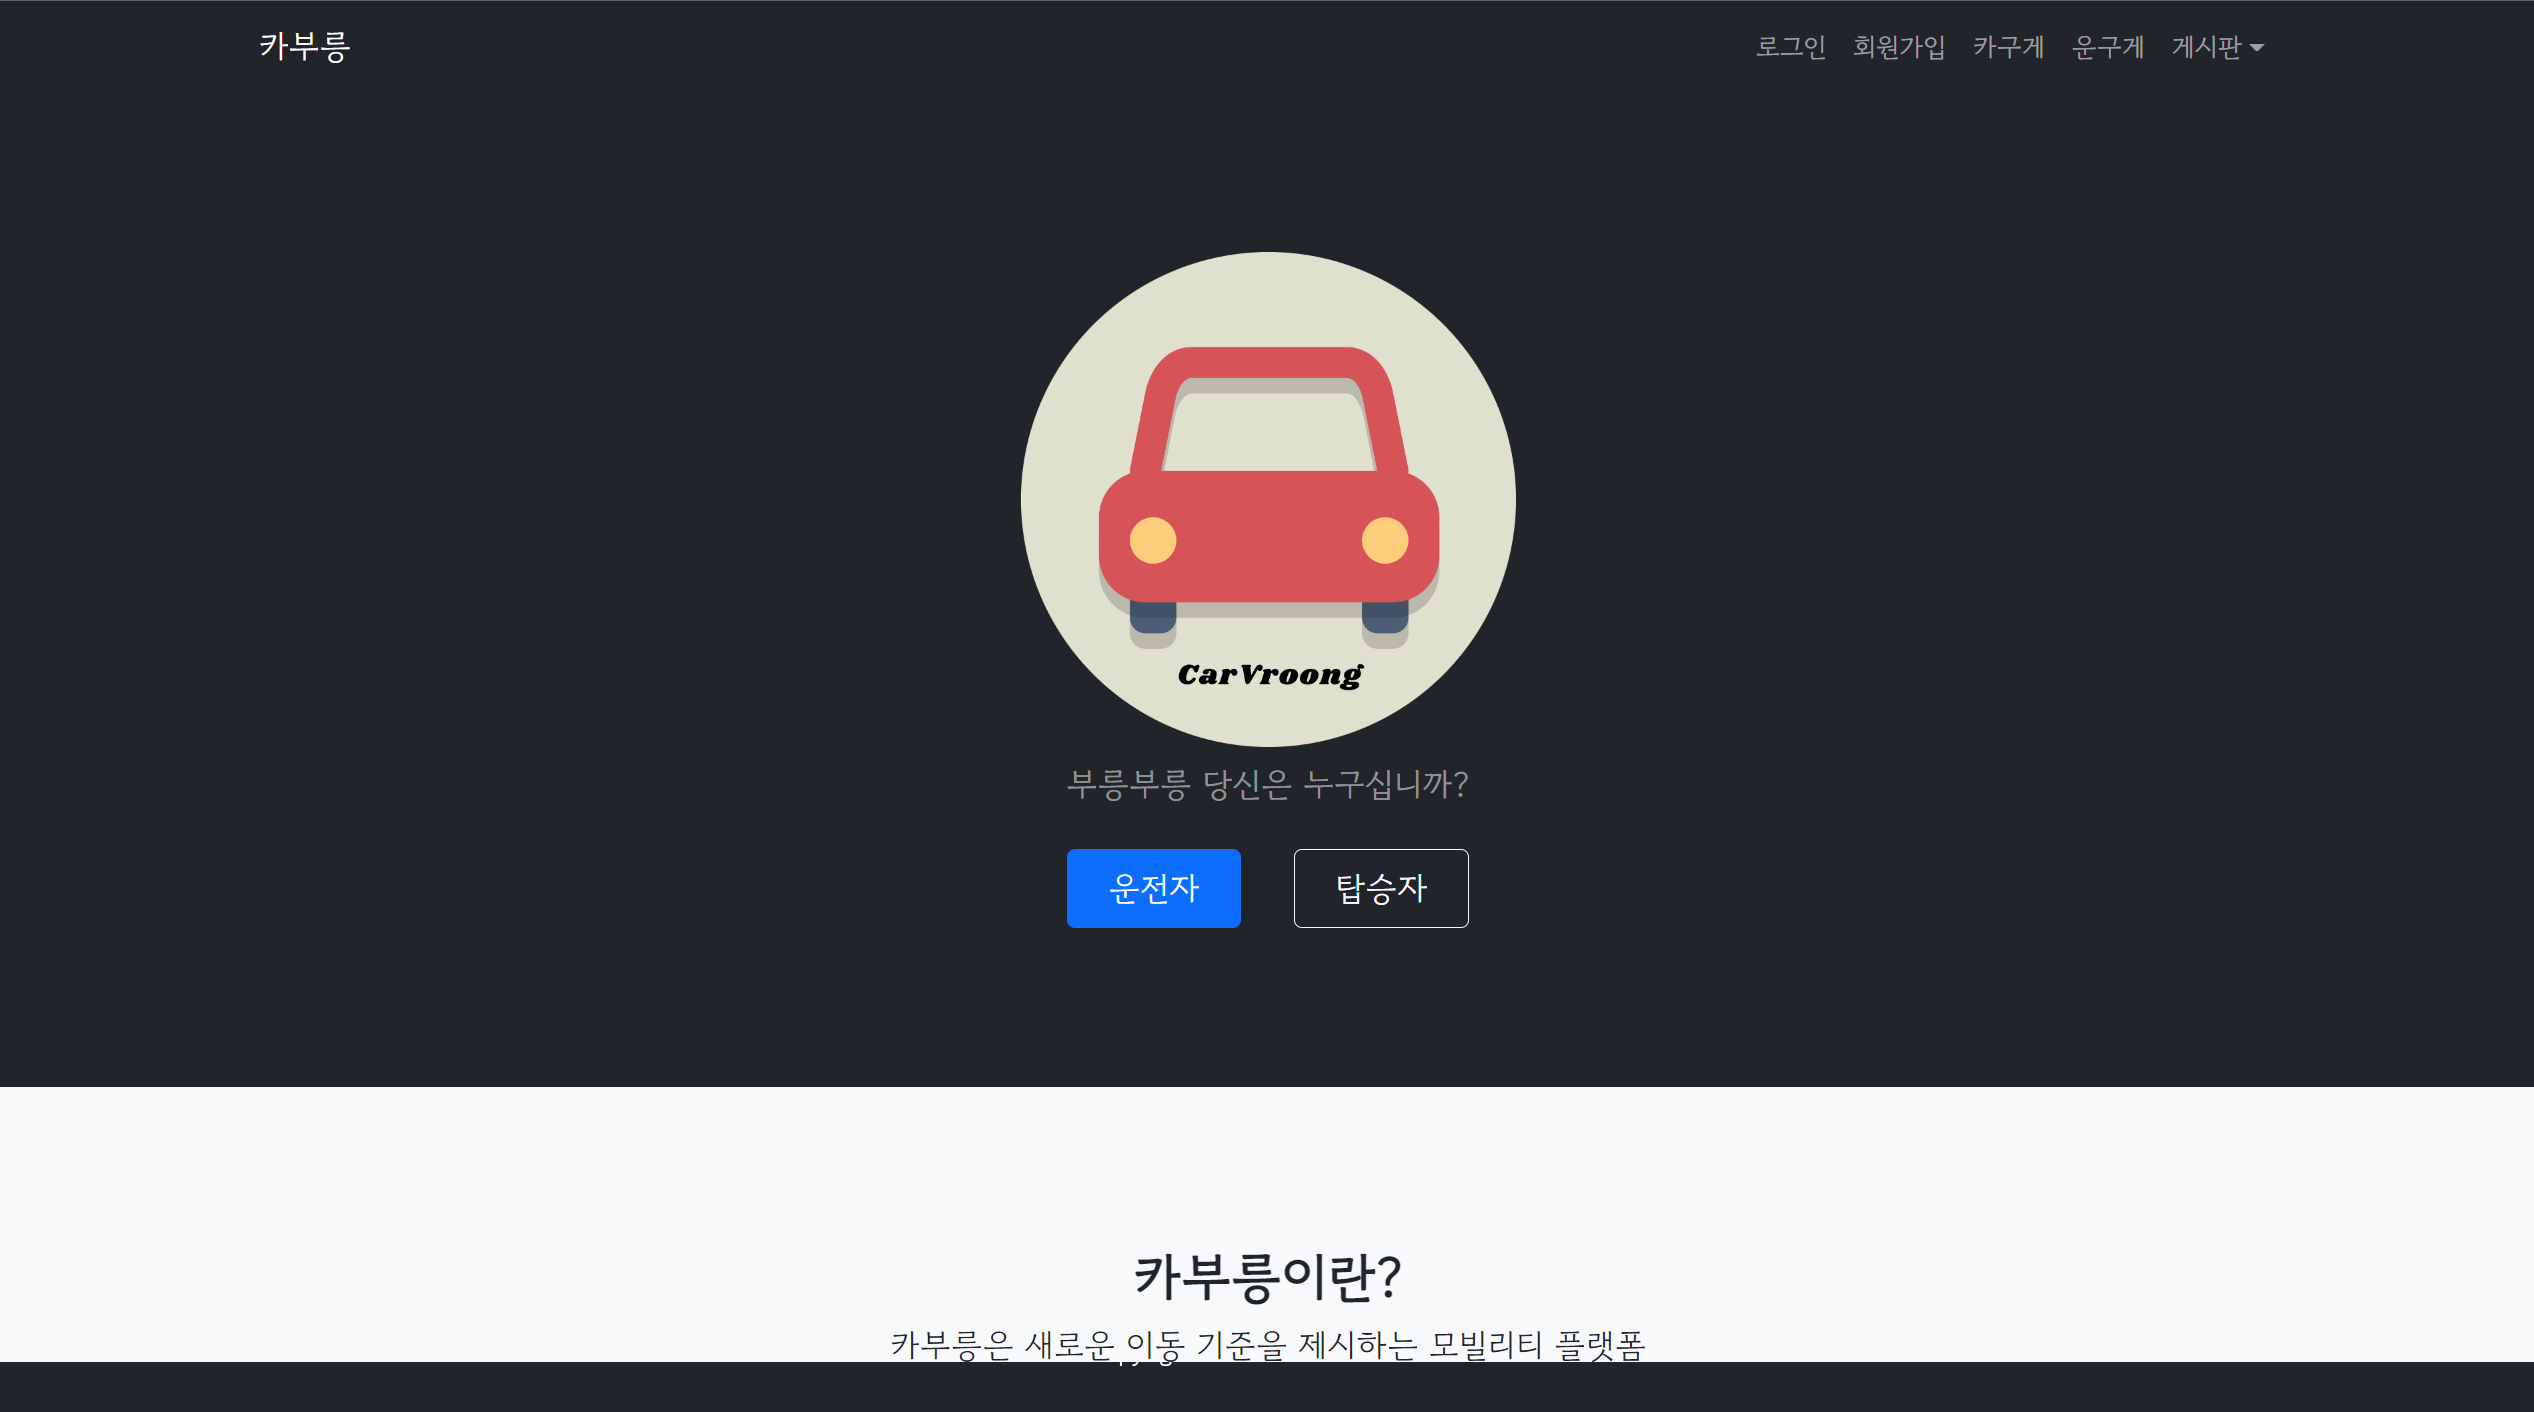 카부릉
로그인 회원가입 카구게 운구게 게시판
CarVroong
부릉부릉 당신은 누구십니까?
운전자 탑승자
카부릉이란?
카부릉은 새로운 이동 기준을 제시하는 모빌리티 플랫폼